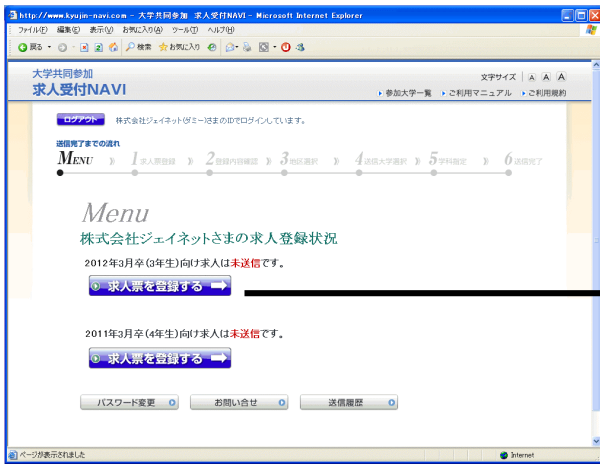 http://www.kyujin-navi.com - 大学共同参加 求人受付NAVI - Microsoft Internet Explorer
ファイル(F) 編集(E) 表示(V) お気に入り(A) ツール(T) ヘルプ(H)
戻る 検索 お気に入り
大学共同参加
求人受付NAVI
文字サイズ A A A
参加大学一覧 ご利用マニュアル ご利用規約
ログアウト 株式会社ジェイネット(ダミー)さまのIDでログインしています。
送信完了までの流れ
MENU 1求人票登録 2登録内容確認 3地区選択 4送信大学選択 5学科指定 6送信完了
Menu
株式会社ジェイネットさまの求人登録状況
2012年3月卒(3年生)向け求人は未送信です。
求人票を登録する
2011年3月卒(4年生)向け求人は未送信です。
求人票を登録する
パスワード変更 お問い合せ 送信履歴
ページが表示されました Internet